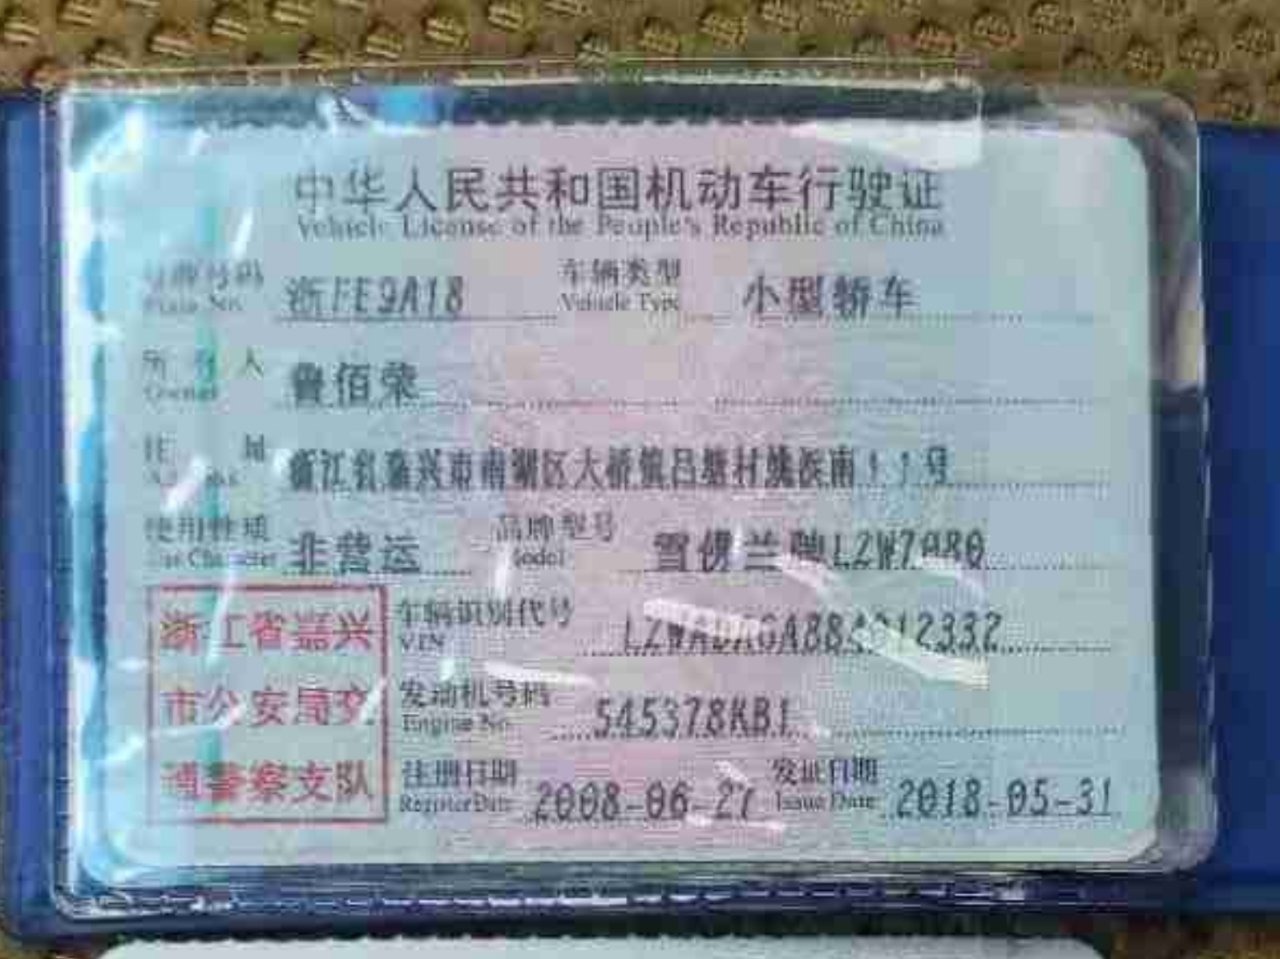 中华人民共和国机动车行驶证
Vehicle License of the People's Republic of China
号牌号码 浙FE9A18 车辆类型 小型轿车
Plate No. Vehicle Type
所有人 鲁佰荣
Owner
住 浙江省嘉兴市南湖区大桥镇吕塘村 南11号
使用性质 非营运 品牌型号 雪佛兰牌LZW7080
Use Character Model
车辆识别代号
VIN
发动机号码 545378KB1
Engine No.
注册日期 2008-06-27 发证日期 2018-05-31
Register Date Issue Date
浙江省嘉兴
市公安局交
通警察支队